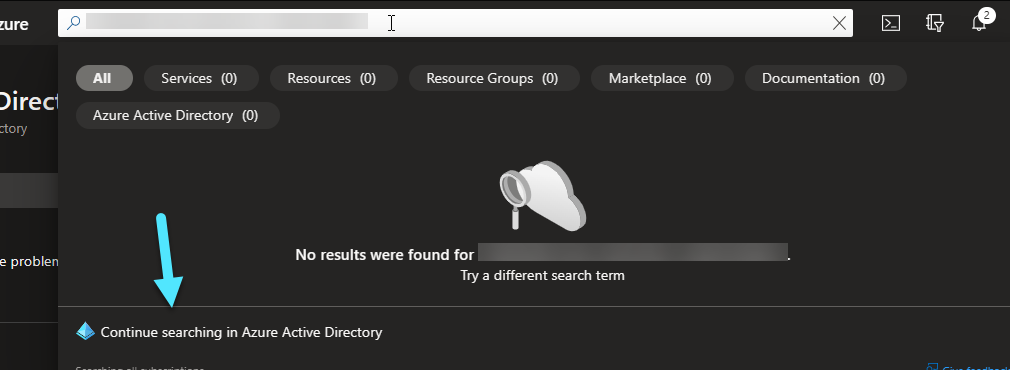 zure
2
All
Services (0)
Resources (0)
Resource Groups (0)
Marketplace (0)
Documentation (0)
Direct
ctory
Azure Active Directory (0)
No results were found for .
Try a different search term
e problem
Continue searching in Azure Active Directory
Searching all subscriptions.
Give feedback